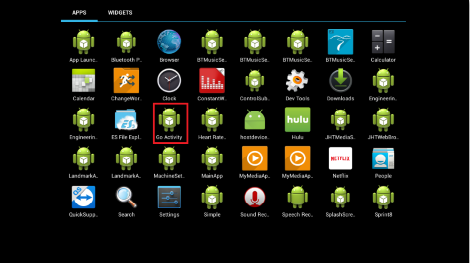 APPS WIDGETS
App Launc.. Bluetooth P.. Browser BTMusicSe.. BTMusicSe.. BTMusicSe.. BTMusicSe.. Calculator
Calendar ChangeWor.. Clock ConstantW.. ControlSub.. Dev Tools Downloads Engineerin..
Engineerin.. ES File Expl.. Go Activity Heart Rate.. hostdevice.. Hulu JHTMediaS.. JHTWebBro..
LandmarkA.. LandmarkA.. MachineSet.. MainApp MyMediaAp.. MyMediaAp.. Netflix People
QuickSupp.. Search Settings Simple Sound Rec.. Speech Rec.. SplashScre.. Sprint8